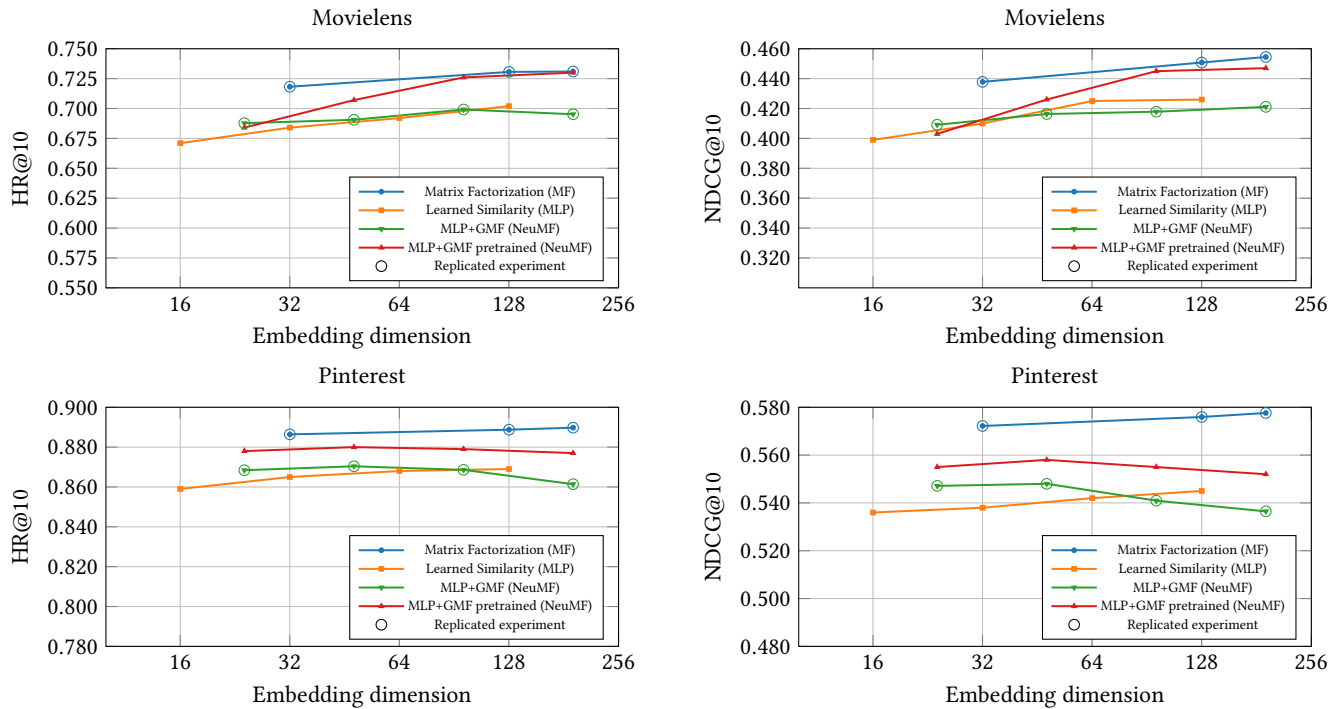 Movielens
HR@10
0.750
0.725
0.700
0.675
0.650
0.625
0.600
0.575
0.550
Matrix Factorization (MF)
Learned Similarity (MLP)
MLP+GMF (NeuMF)
MLP+GMF pretrained (NeuMF)
Replicated experiment
16 32 64 128 256
Embedding dimension
Movielens
NDCG@10
0.460
0.440
0.420
0.400
0.380
0.360
0.340
0.320
Matrix Factorization (MF)
Learned Similarity (MLP)
MLP+GMF (NeuMF)
MLP+GMF pretrained (NeuMF)
Replicated experiment
16 32 64 128 256
Embedding dimension
Pinterest
HR@10
0.900
0.880
0.860
0.840
0.820
0.800
0.780
Matrix Factorization (MF)
Learned Similarity (MLP)
MLP+GMF (NeuMF)
MLP+GMF pretrained (NeuMF)
Replicated experiment
16 32 64 128 256
Embedding dimension
Pinterest
NDCG@10
0.580
0.560
0.540
0.520
0.500
0.480
Matrix Factorization (MF)
Learned Similarity (MLP)
MLP+GMF (NeuMF)
MLP+GMF pretrained (NeuMF)
Replicated experiment
16 32 64 128 256
Embedding dimension